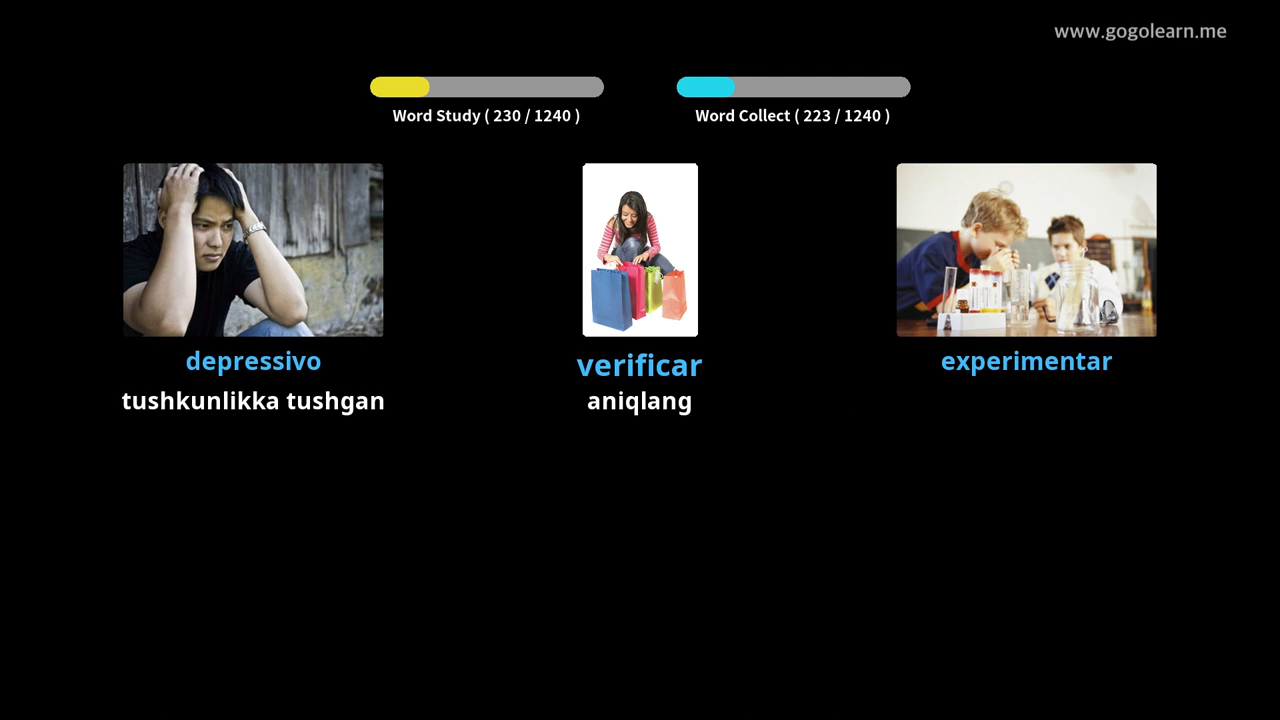 www.gogolearn.me
Word Study ( 230 / 1240 )
Word Collect ( 223 / 1240 )
depressivo
verificar
experimentar
tushkunlikka tushgan
aniqlang